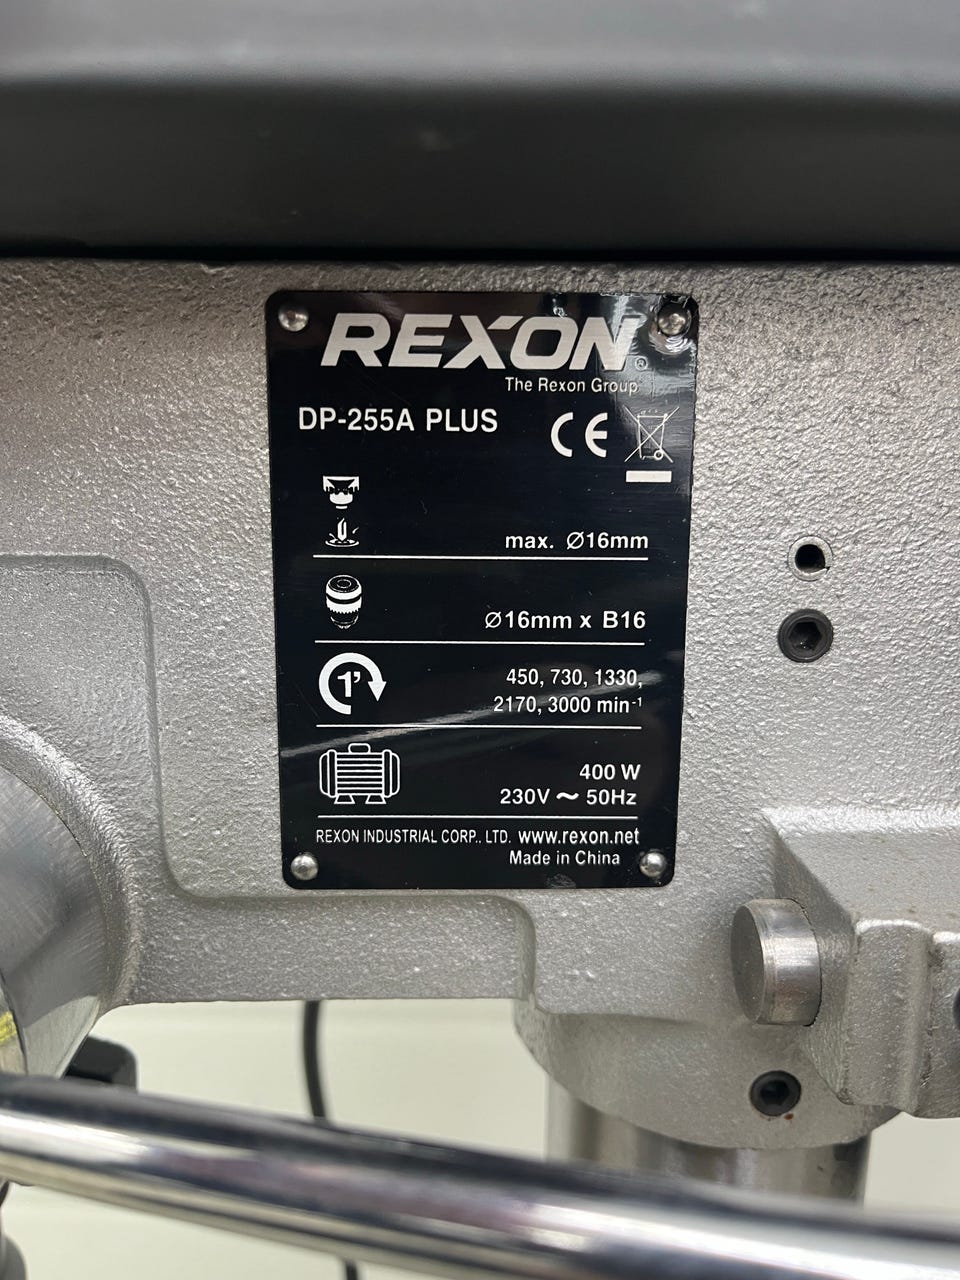 REXON®
The Rexon Group
DP-255A PLUS
CE
max. Ø16mm
Ø16mm x B16
1'
450, 730, 1330,
2170, 3000 min⁻¹
400 W
230V ~ 50Hz
REXON INDUSTRIAL CORP., LTD. www.rexon.net
Made in China